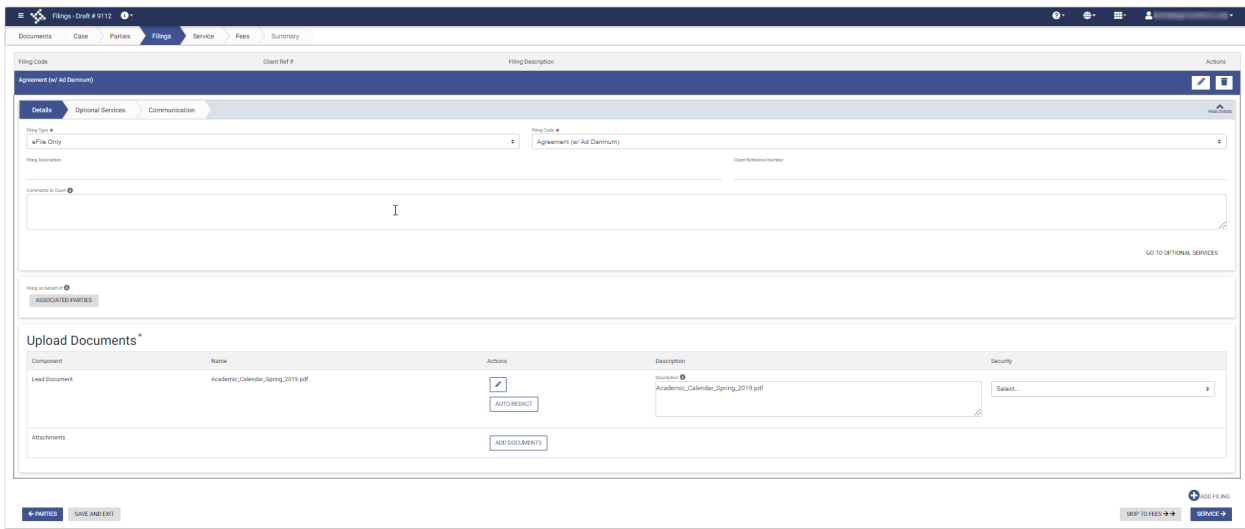 Filings - Draft # 9112
Documents Case Parties Filings Service Fees Summary
Filing Code Client Ref # Filing Description Actions
Agreement (w/ Ad Damnum)
Details Optional Services Communication Hide Details
Filing Type * Filing Code *
eFile Only Agreement (w/ Ad Damnum)
Filing Description Client Reference Number
Comments to Court
GO TO OPTIONAL SERVICES
Filing on behalf of
ASSOCIATED PARTIES
Upload Documents *
Component Name Actions Description Security
Lead Document Academic_Calendar_Spring_2019.pdf Description
Academic_Calendar_Spring_2019.pdf Select...
AUTO-REDACT
Attachments ADD DOCUMENTS
ADD FILING
← PARTIES SAVE AND EXIT SKIP TO FEES →→ SERVICE →